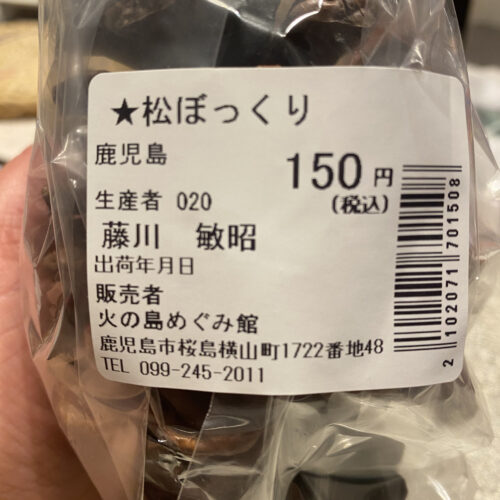 ★松ぼっくり
鹿児島
150円
(税込)
生産者 020
藤川 敏昭
出荷年月日
販売者
火の島めぐみ館
鹿児島市桜島横山町1722番地48
TEL 099-245-2011
2102071701508